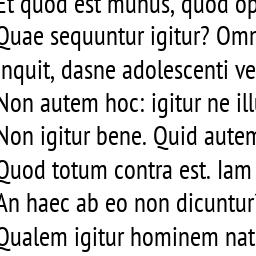 Et quod est munus, quod op
Quae sequuntur igitur? Omn
inquit, dasne adolescenti ve
Non autem hoc: igitur ne illu
Non igitur bene. Quid autem
Quod totum contra est. Iam
An haec ab eo non dicuntur?
Qualem igitur hominem nat